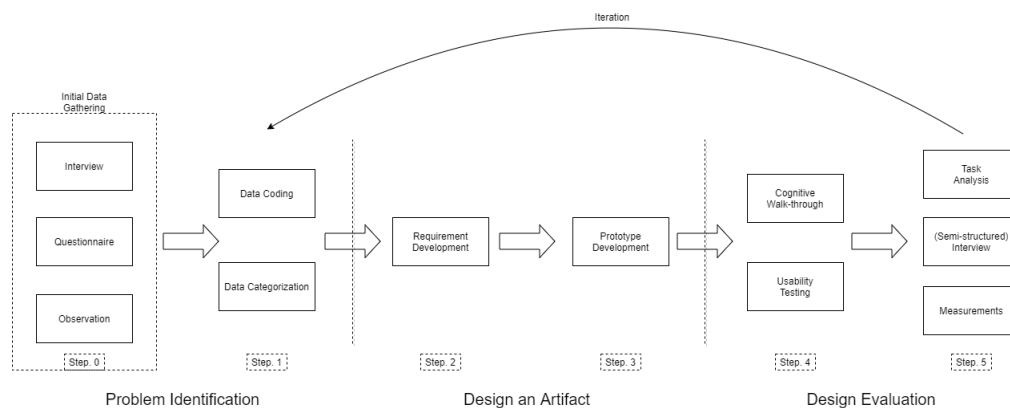 Iteration
Initial Data
Gathering
Interview
Questionnaire
Observation
Step. 0
Data Coding
Data Categorization
Step. 1
Requirement
Development
Step. 2
Prototype
Development
Step. 3
Cognitive
Walk-through
Usability
Testing
Step. 4
Task
Analysis
(Semi-structured)
Interview
Measurements
Step. 5
Problem Identification
Design an Artifact
Design Evaluation